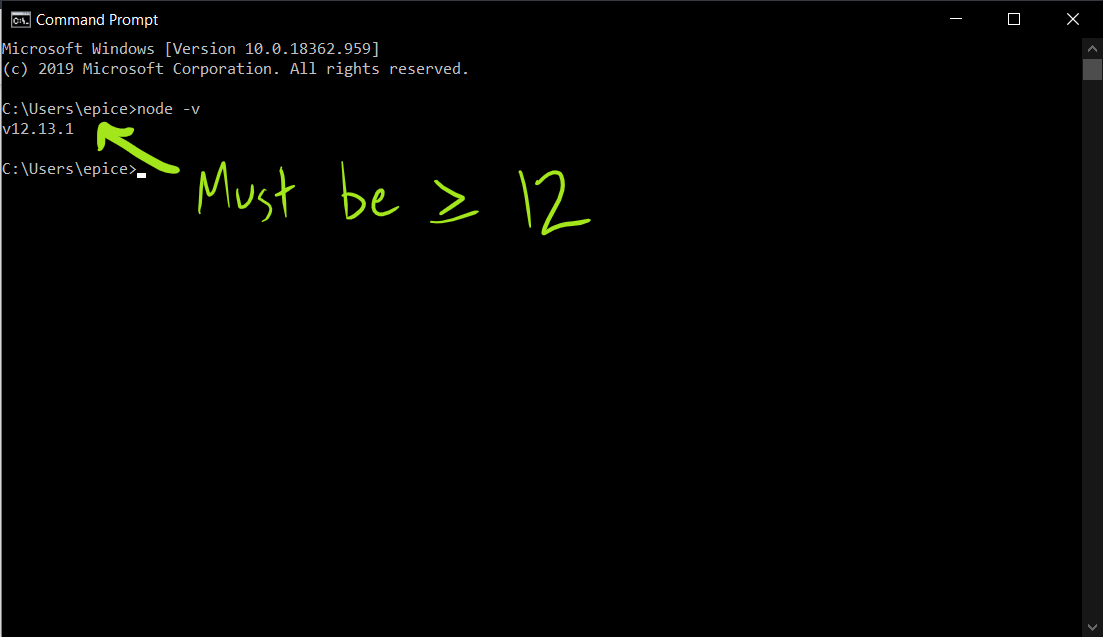 Command Prompt
Microsoft Windows [Version 10.0.18362.959]
(c) 2019 Microsoft Corporation. All rights reserved.
C:\Users\epice>node -v
v12.13.1
C:\Users\epice>
Must be ≥ 12